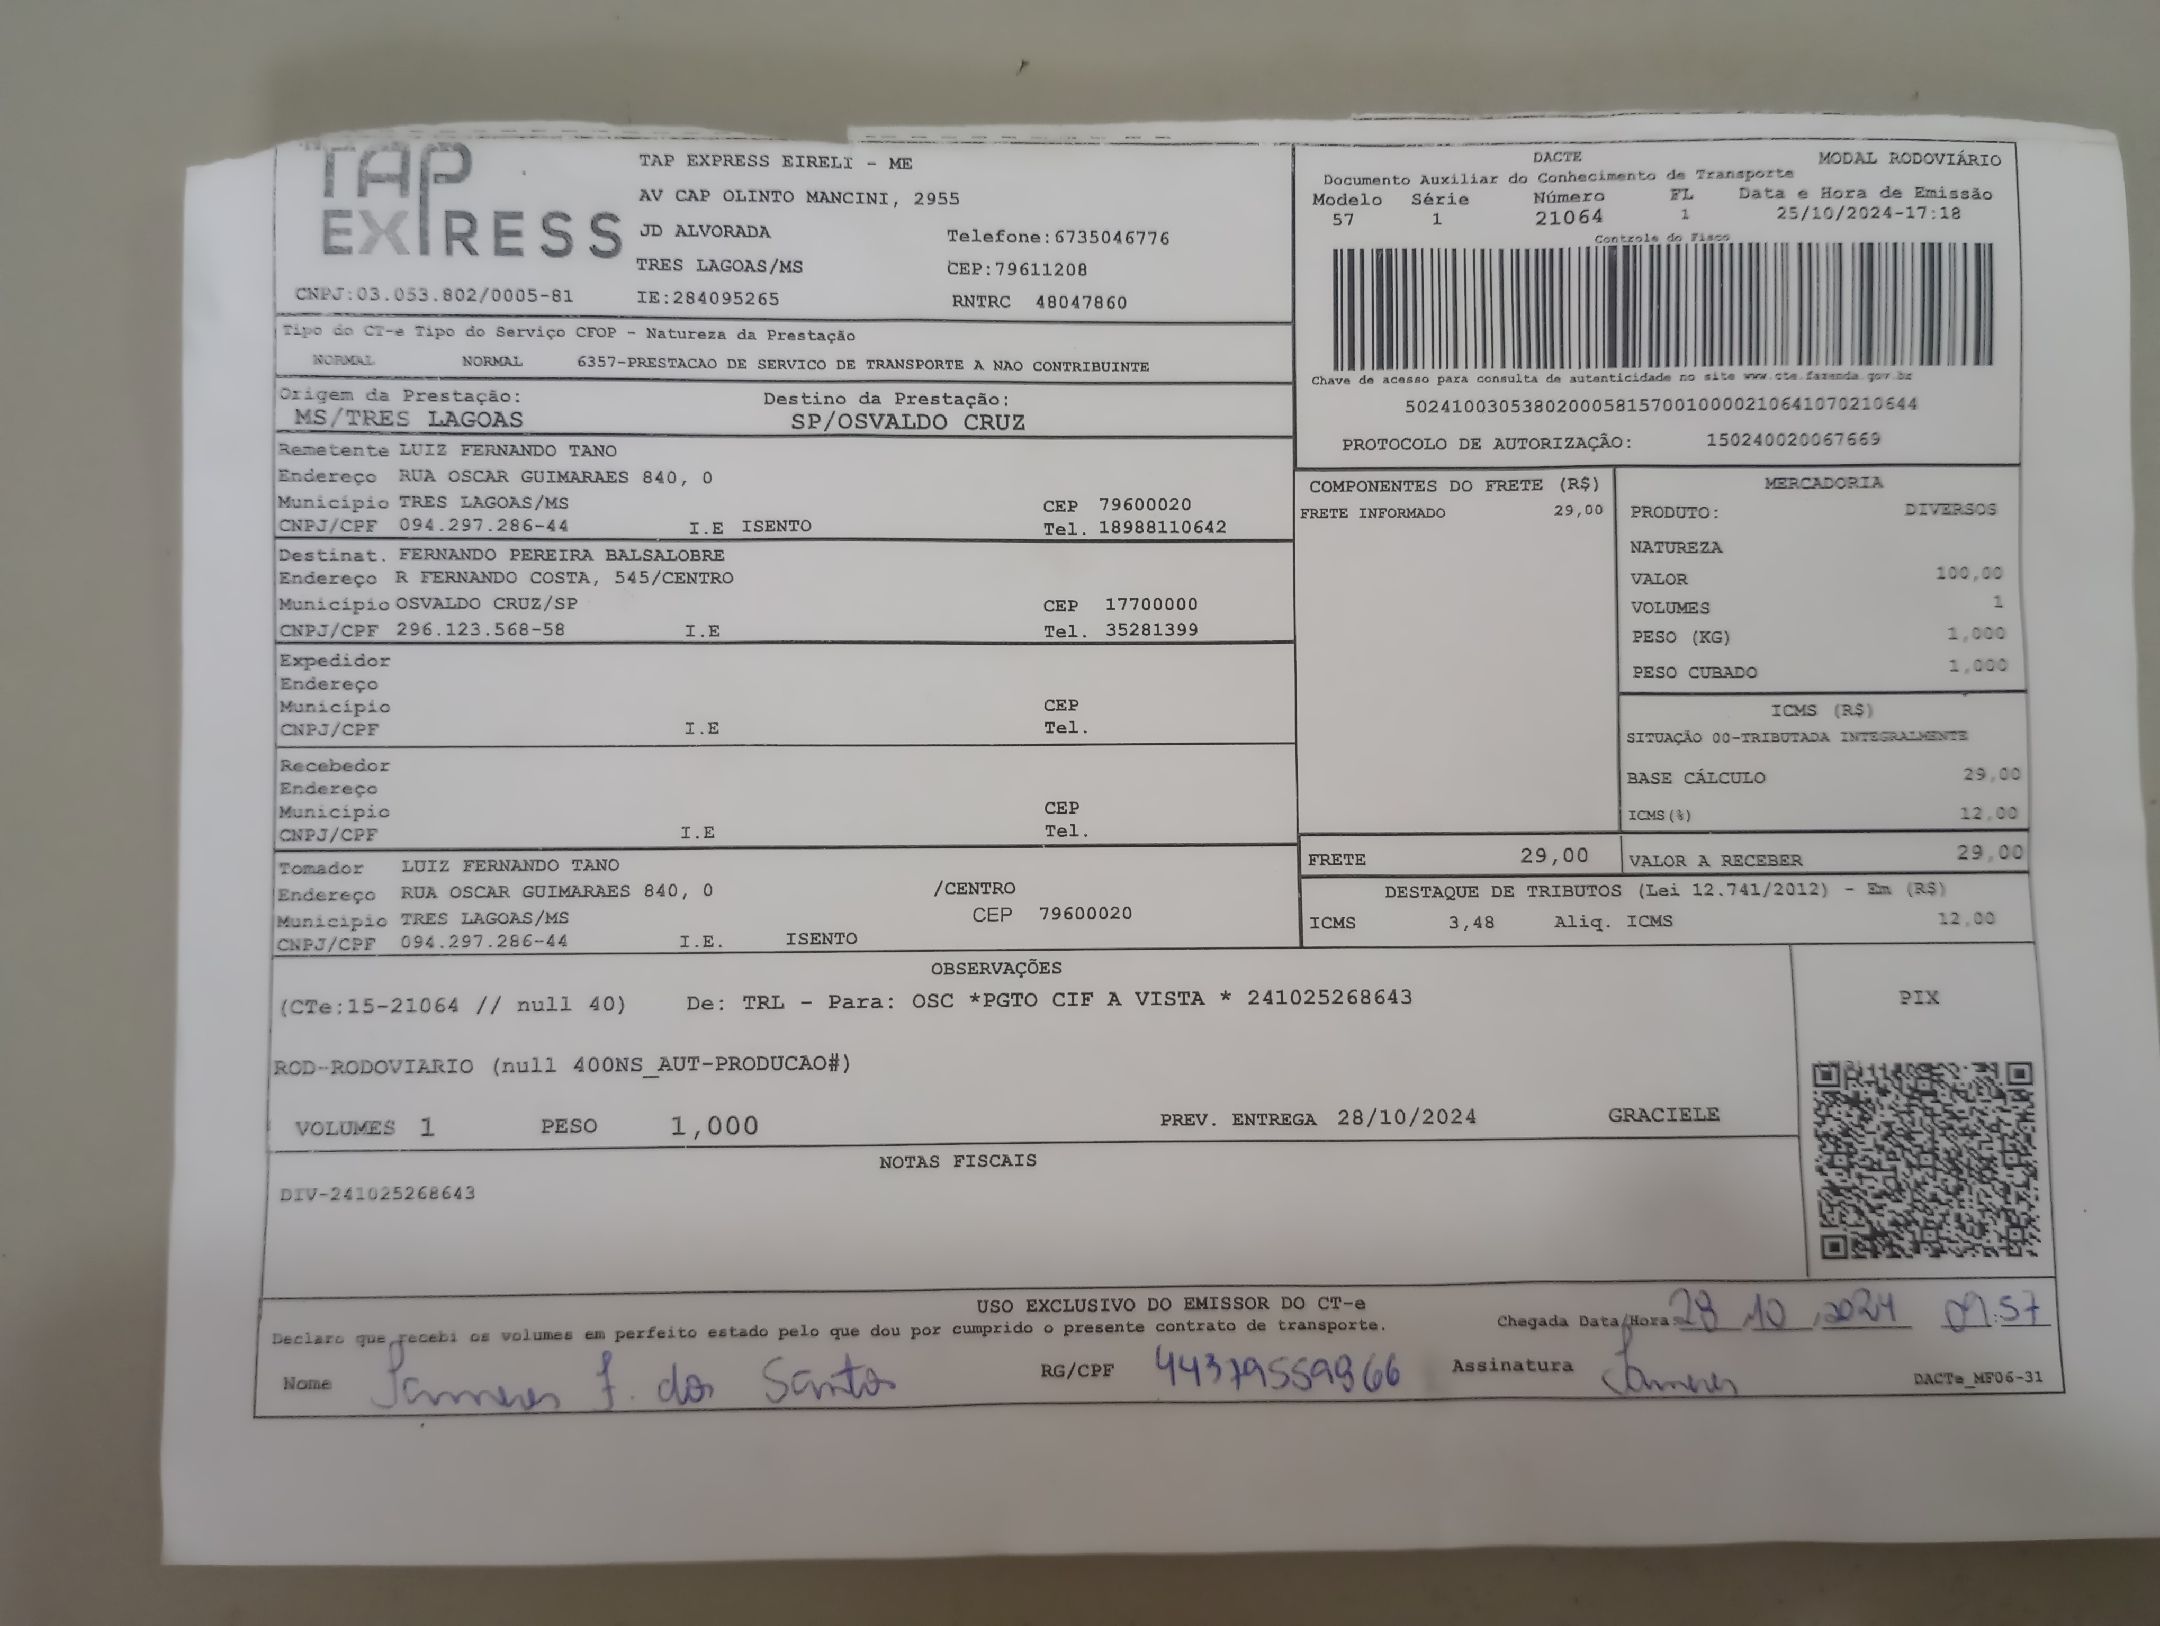 TAP
EXPRESS
CNPJ:03.053.802/0005-81
TAP EXPRESS EIRELI - ME
AV CAP OLINTO MANCINI, 2955
JD ALVORADA
Telefone:6735046776
TRES LAGOAS/MS
CEP:79611208
IE:284095265
RNTRC 48047860
DACTE
MODAL RODOVIÁRIO
Documento Auxiliar do Conhecimento de Transporte
Modelo Série Número FL Data e Hora de Emissão
57 1 21064 1 25/10/2024-17:18
Controle do Fisco
Chave de acesso para consulta de autenticidade no site www.cte.fazenda.gov.br
50241003053802000581570010000210641070210644
PROTOCOLO DE AUTORIZAÇÃO: 150240020067669
Tipo do CT-e Tipo do Serviço CFOP - Natureza da Prestação
NORMAL NORMAL 6357-PRESTACAO DE SERVICO DE TRANSPORTE A NAO CONTRIBUINTE
Origem da Prestação: Destino da Prestação:
MS/TRES LAGOAS SP/OSVALDO CRUZ
Remetente LUIZ FERNANDO TANO
Endereço RUA OSCAR GUIMARAES 840, 0
Município TRES LAGOAS/MS CEP 79600020
CNPJ/CPF 094.297.286-44 I.E ISENTO Tel. 18988110642
Destinat. FERNANDO PEREIRA BALSALOBRE
Endereço R FERNANDO COSTA, 545/CENTRO
Município OSVALDO CRUZ/SP CEP 17700000
CNPJ/CPF 296.123.568-58 I.E Tel. 35281399
Expedidor
Endereço
Município CEP
CNPJ/CPF I.E Tel.
Recebedor
Endereço
Município CEP
CNPJ/CPF I.E Tel.
Tomador LUIZ FERNANDO TANO
Endereço RUA OSCAR GUIMARAES 840, 0 /CENTRO
Município TRES LAGOAS/MS CEP 79600020
CNPJ/CPF 094.297.286-44 I.E. ISENTO
COMPONENTES DO FRETE (R$)
FRETE INFORMADO 29,00
MERCADORIA
PRODUTO: DIVERSOS
NATUREZA
VALOR 100,00
VOLUMES 1
PESO (KG) 1,000
PESO CUBADO 1,000
ICMS (R$)
SITUAÇÃO 00-TRIBUTADA INTEGRALMENTE
BASE CÁLCULO 29,00
ICMS(%) 12,00
FRETE 29,00 VALOR A RECEBER 29,00
DESTAQUE DE TRIBUTOS (Lei 12.741/2012) - Em (R$)
ICMS 3,48 Aliq. ICMS 12,00
OBSERVAÇÕES
(CTe:15-21064 // null 40) De: TRL - Para: OSC *PGTO CIF A VISTA * 241025268643
ROD-RODOVIARIO (null 400NS_AUT-PRODUCAO#)
VOLUMES 1 PESO 1,000 PREV. ENTREGA 28/10/2024 GRACIELE
PIX
NOTAS FISCAIS
DIV-241025268643
USO EXCLUSIVO DO EMISSOR DO CT-e
Declaro que recebi os volumes em perfeito estado pelo que dou por cumprido o presente contrato de transporte.
Chegada Data/Hora: 28 10 2024 09:57
Nome F. dos Santos RG/CPF 44379559866 Assinatura
DACTe_MF06-31